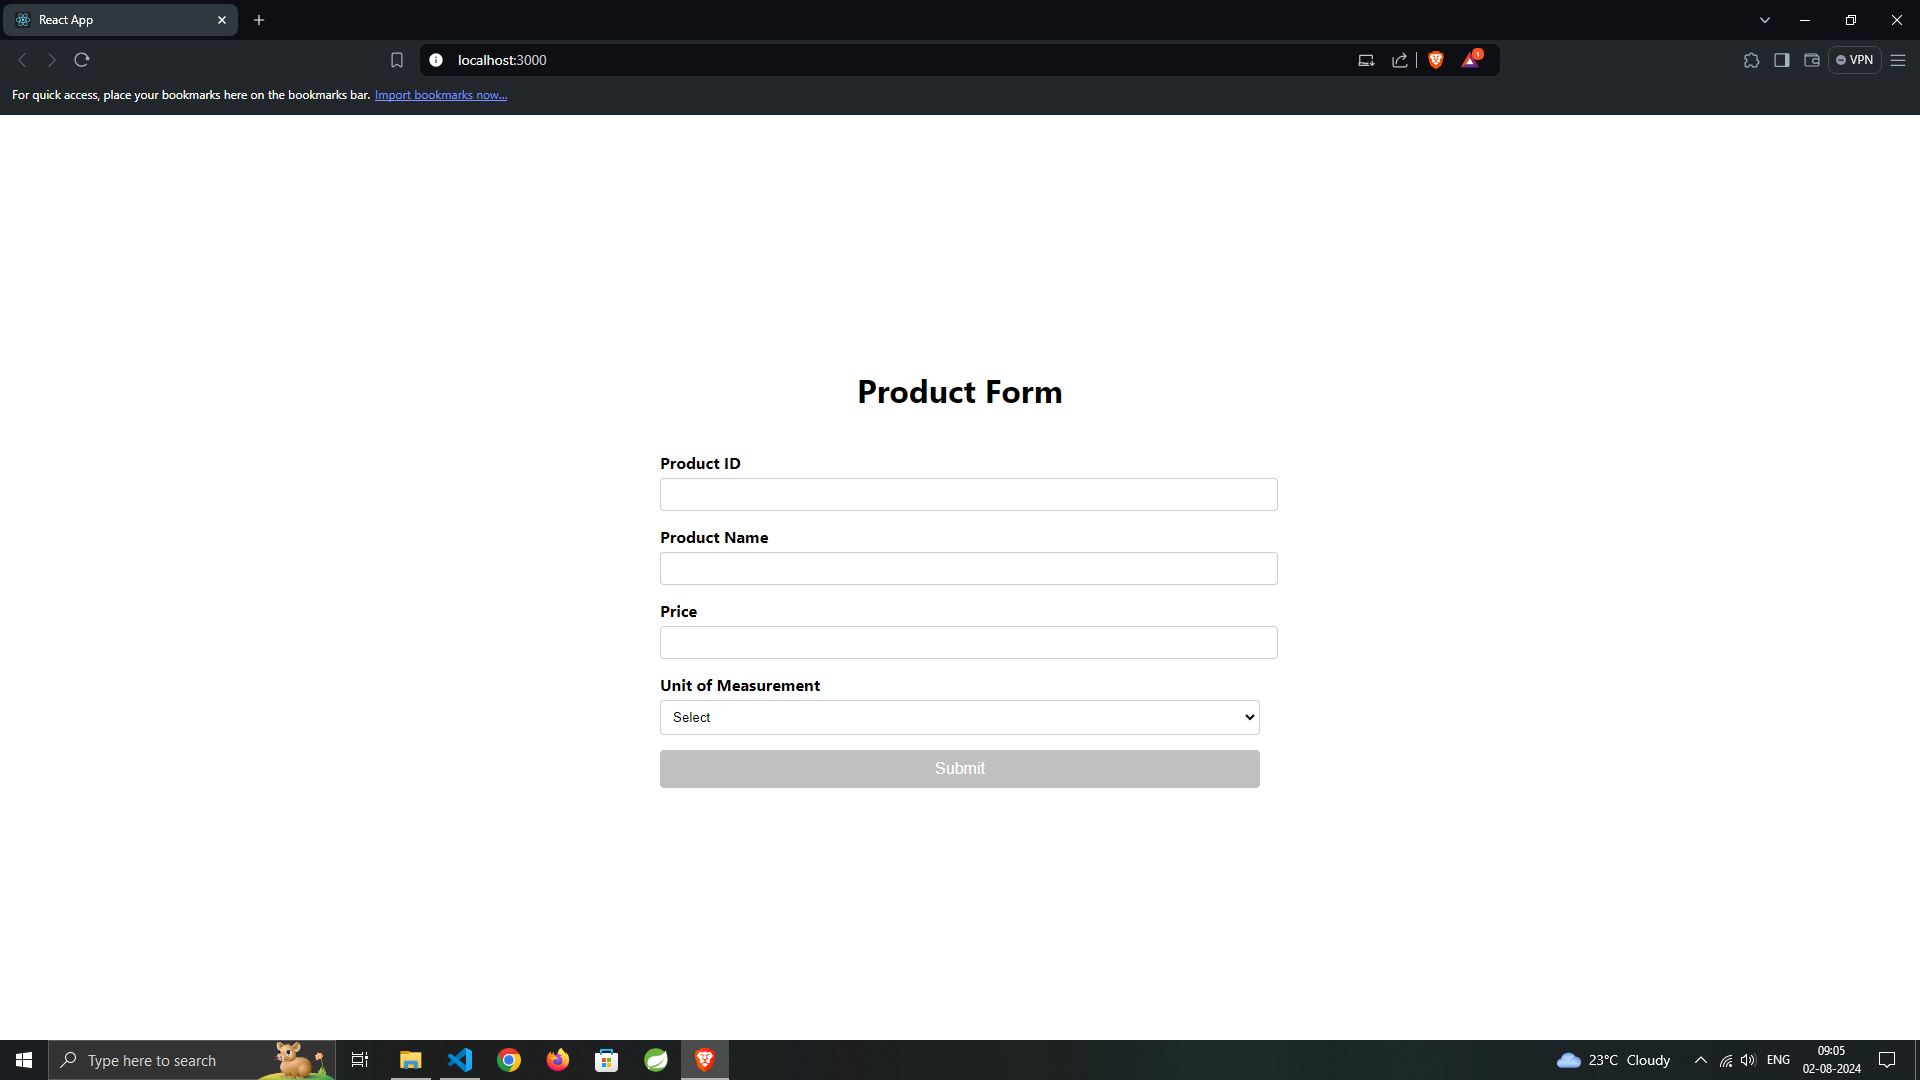 React App
localhost:3000
1
VPN
For quick access, place your bookmarks here on the bookmarks bar. Import bookmarks now...
Product Form
Product ID
Product Name
Price
Unit of Measurement
Select
Submit
Type here to search
23°C Cloudy
ENG
09:05
02-08-2024